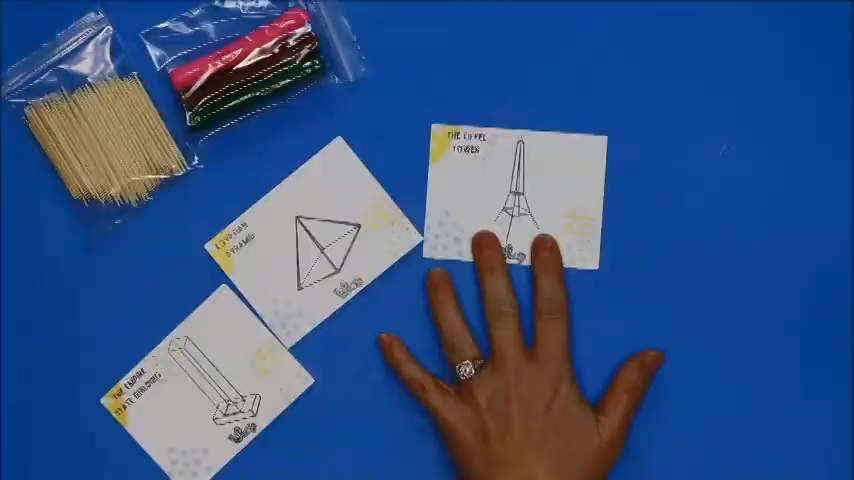 THE EIFFEL
TOWER
EGYPTIAN
PYRAMID
THE EMPIRE
STATE BUILDING